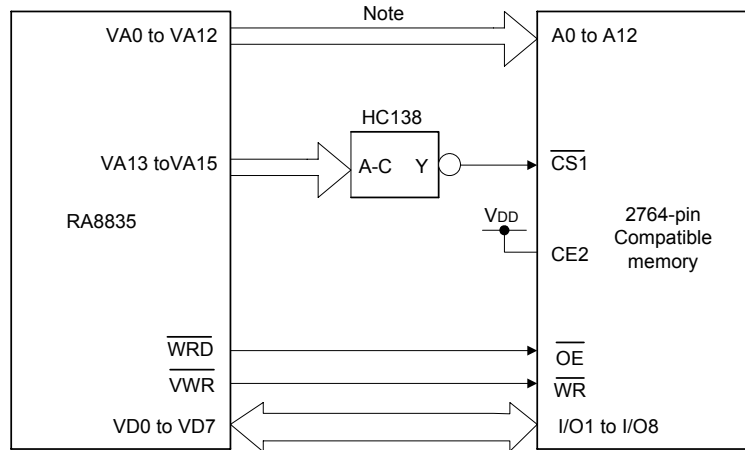 Note
VA0 to VA12
A0 to A12
HC138
VA13 toVA15
A-C Y
CS1
RA8835
VDD
2764-pin
Compatible
memory
CE2
WRD
OE
VWR
WR
VD0 to VD7
I/O1 to I/O8